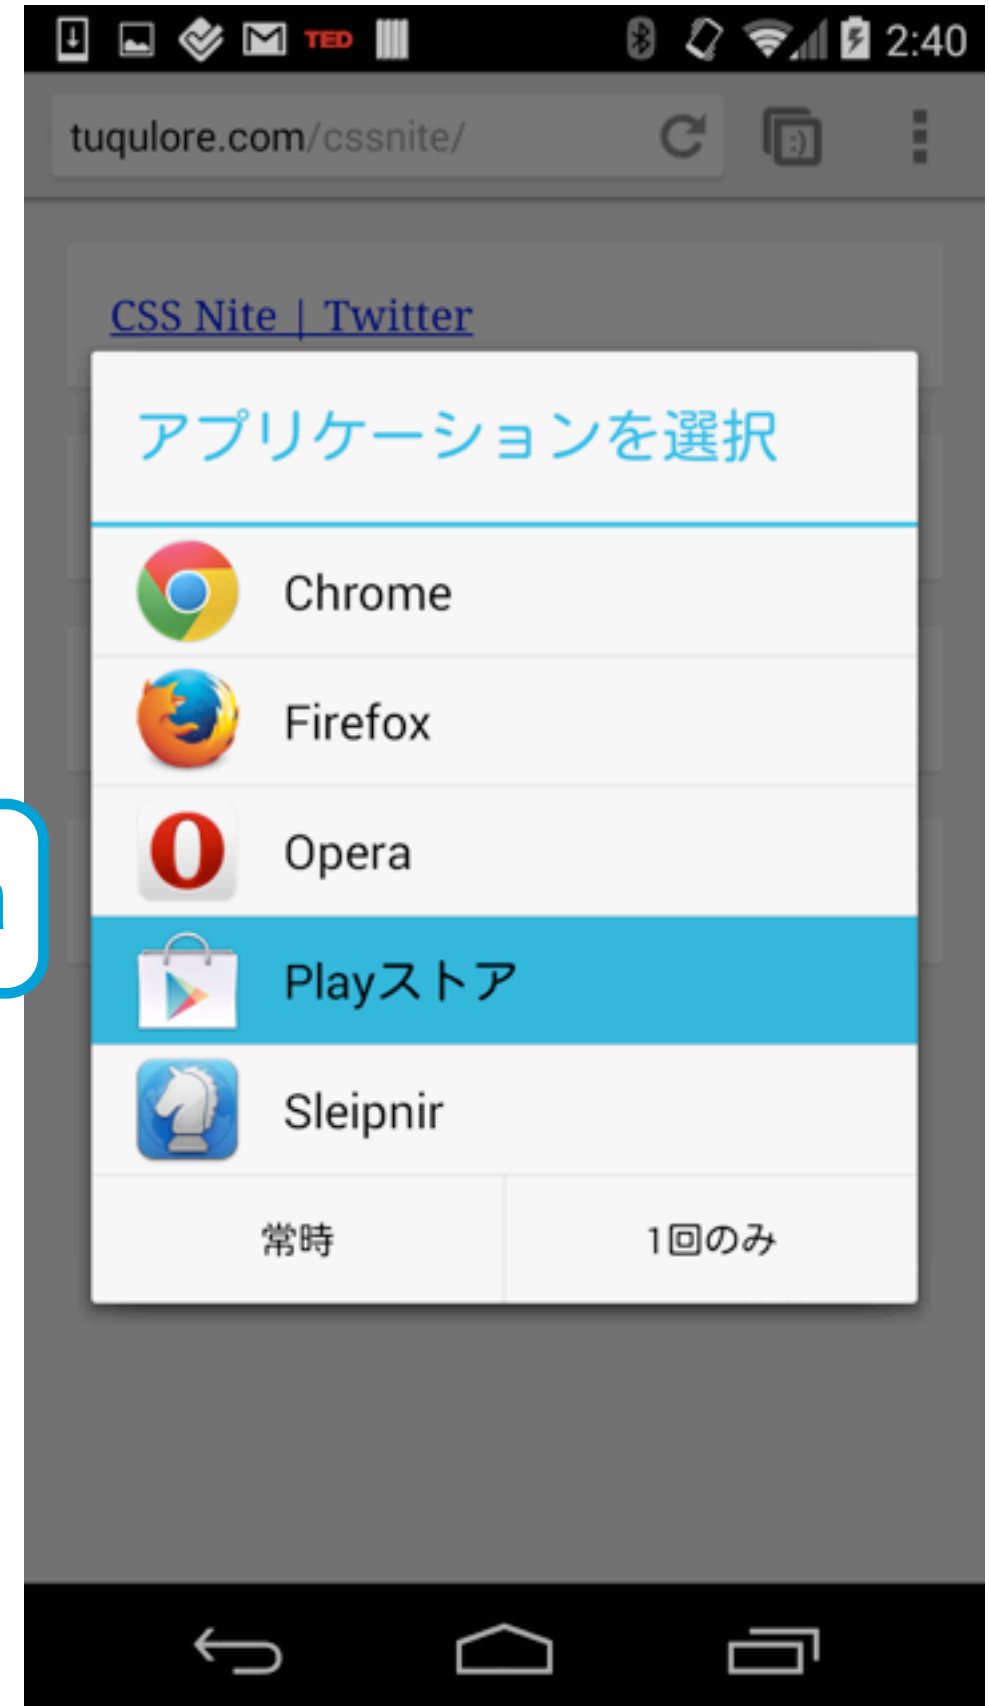 TED
2:40
tuqulore.com/cssnite/
:)
CSS Nite | Twitter
アプリケーションを選択
Chrome
Firefox
Opera
Playストア
Sleipnir
常時
1回のみ